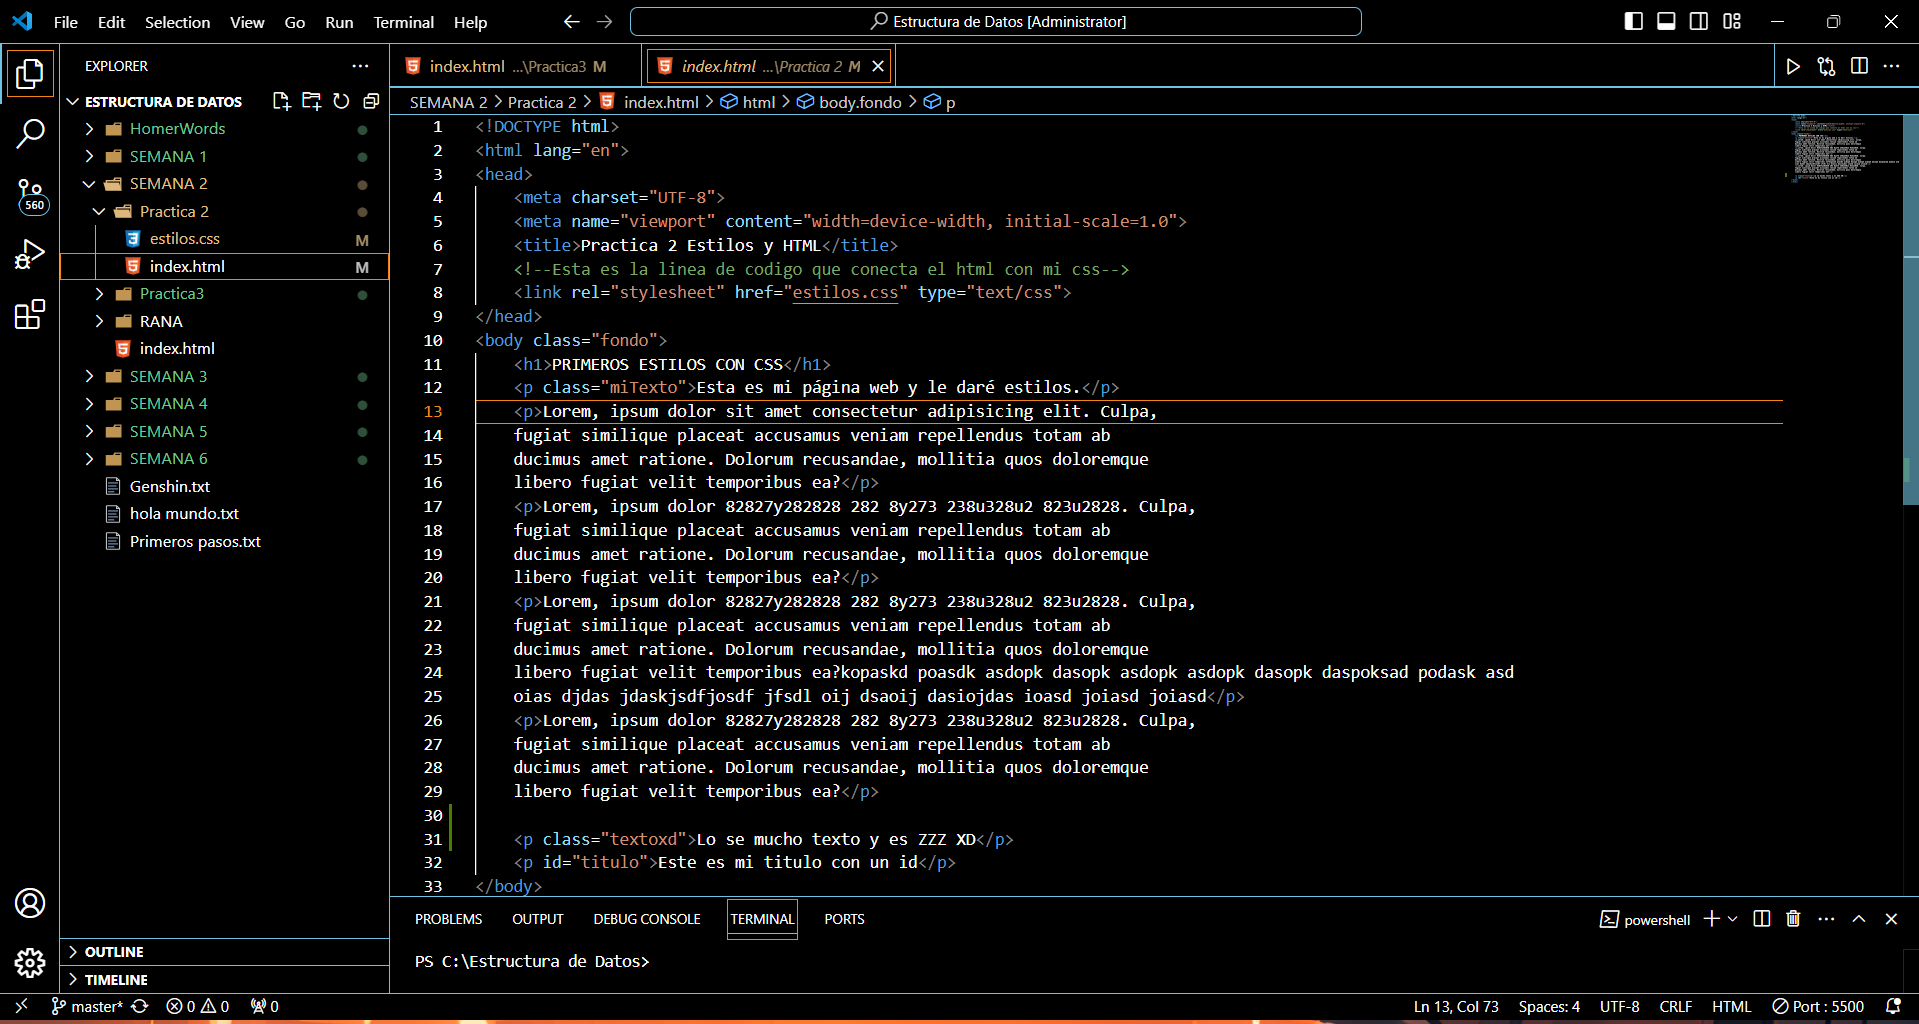 File Edit Selection View Go Run Terminal Help
Estructura de Datos [Administrator]
EXPLORER
ESTRUCTURA DE DATOS
HomerWords
SEMANA 1
SEMANA 2
Practica 2
estilos.css M
index.html M
Practica3
RANA
index.html
SEMANA 3
SEMANA 4
SEMANA 5
SEMANA 6
Genshin.txt
hola mundo.txt
Primeros pasos.txt
OUTLINE
TIMELINE
560
index.html ...\Practica3 M
index.html ...\Practica 2 M
SEMANA 2 > Practica 2 > index.html > html > body.fondo > p
1 <!DOCTYPE html>
2 <html lang="en">
3 <head>
4 <meta charset="UTF-8">
5 <meta name="viewport" content="width=device-width, initial-scale=1.0">
6 <title>Practica 2 Estilos y HTML</title>
7 <!--Esta es la linea de codigo que conecta el html con mi css-->
8 <link rel="stylesheet" href="estilos.css" type="text/css">
9 </head>
10 <body class="fondo">
11 <h1>PRIMEROS ESTILOS CON CSS</h1>
12 <p class="miTexto">Esta es mi página web y le daré estilos.</p>
13 <p>Lorem, ipsum dolor sit amet consectetur adipisicing elit. Culpa,
14 fugiat similique placeat accusamus veniam repellendus totam ab
15 ducimus amet ratione. Dolorum recusandae, mollitia quos doloremque
16 libero fugiat velit temporibus ea?</p>
17 <p>Lorem, ipsum dolor 82827y282828 282 8y273 238u328u2 823u2828. Culpa,
18 fugiat similique placeat accusamus veniam repellendus totam ab
19 ducimus amet ratione. Dolorum recusandae, mollitia quos doloremque
20 libero fugiat velit temporibus ea?</p>
21 <p>Lorem, ipsum dolor 82827y282828 282 8y273 238u328u2 823u2828. Culpa,
22 fugiat similique placeat accusamus veniam repellendus totam ab
23 ducimus amet ratione. Dolorum recusandae, mollitia quos doloremque
24 libero fugiat velit temporibus ea?kopaskd poasdk asdopk dasopk asdopk asdopk dasopk daspoksad podask asd
25 oias djdas jdaskjsdfjosdf jfsdl oij dsaoij dasiojdas ioasd joiasd joiasd</p>
26 <p>Lorem, ipsum dolor 82827y282828 282 8y273 238u328u2 823u2828. Culpa,
27 fugiat similique placeat accusamus veniam repellendus totam ab
28 ducimus amet ratione. Dolorum recusandae, mollitia quos doloremque
29 libero fugiat velit temporibus ea?</p>
30
31 <p class="textoxd">Lo se mucho texto y es ZZZ XD</p>
32 <p id="titulo">Este es mi titulo con un id</p>
33 </body>
PROBLEMS OUTPUT DEBUG CONSOLE TERMINAL PORTS
powershell
PS C:\Estructura de Datos>
master* 0 0 0
Ln 13, Col 73 Spaces: 4 UTF-8 CRLF HTML Port : 5500